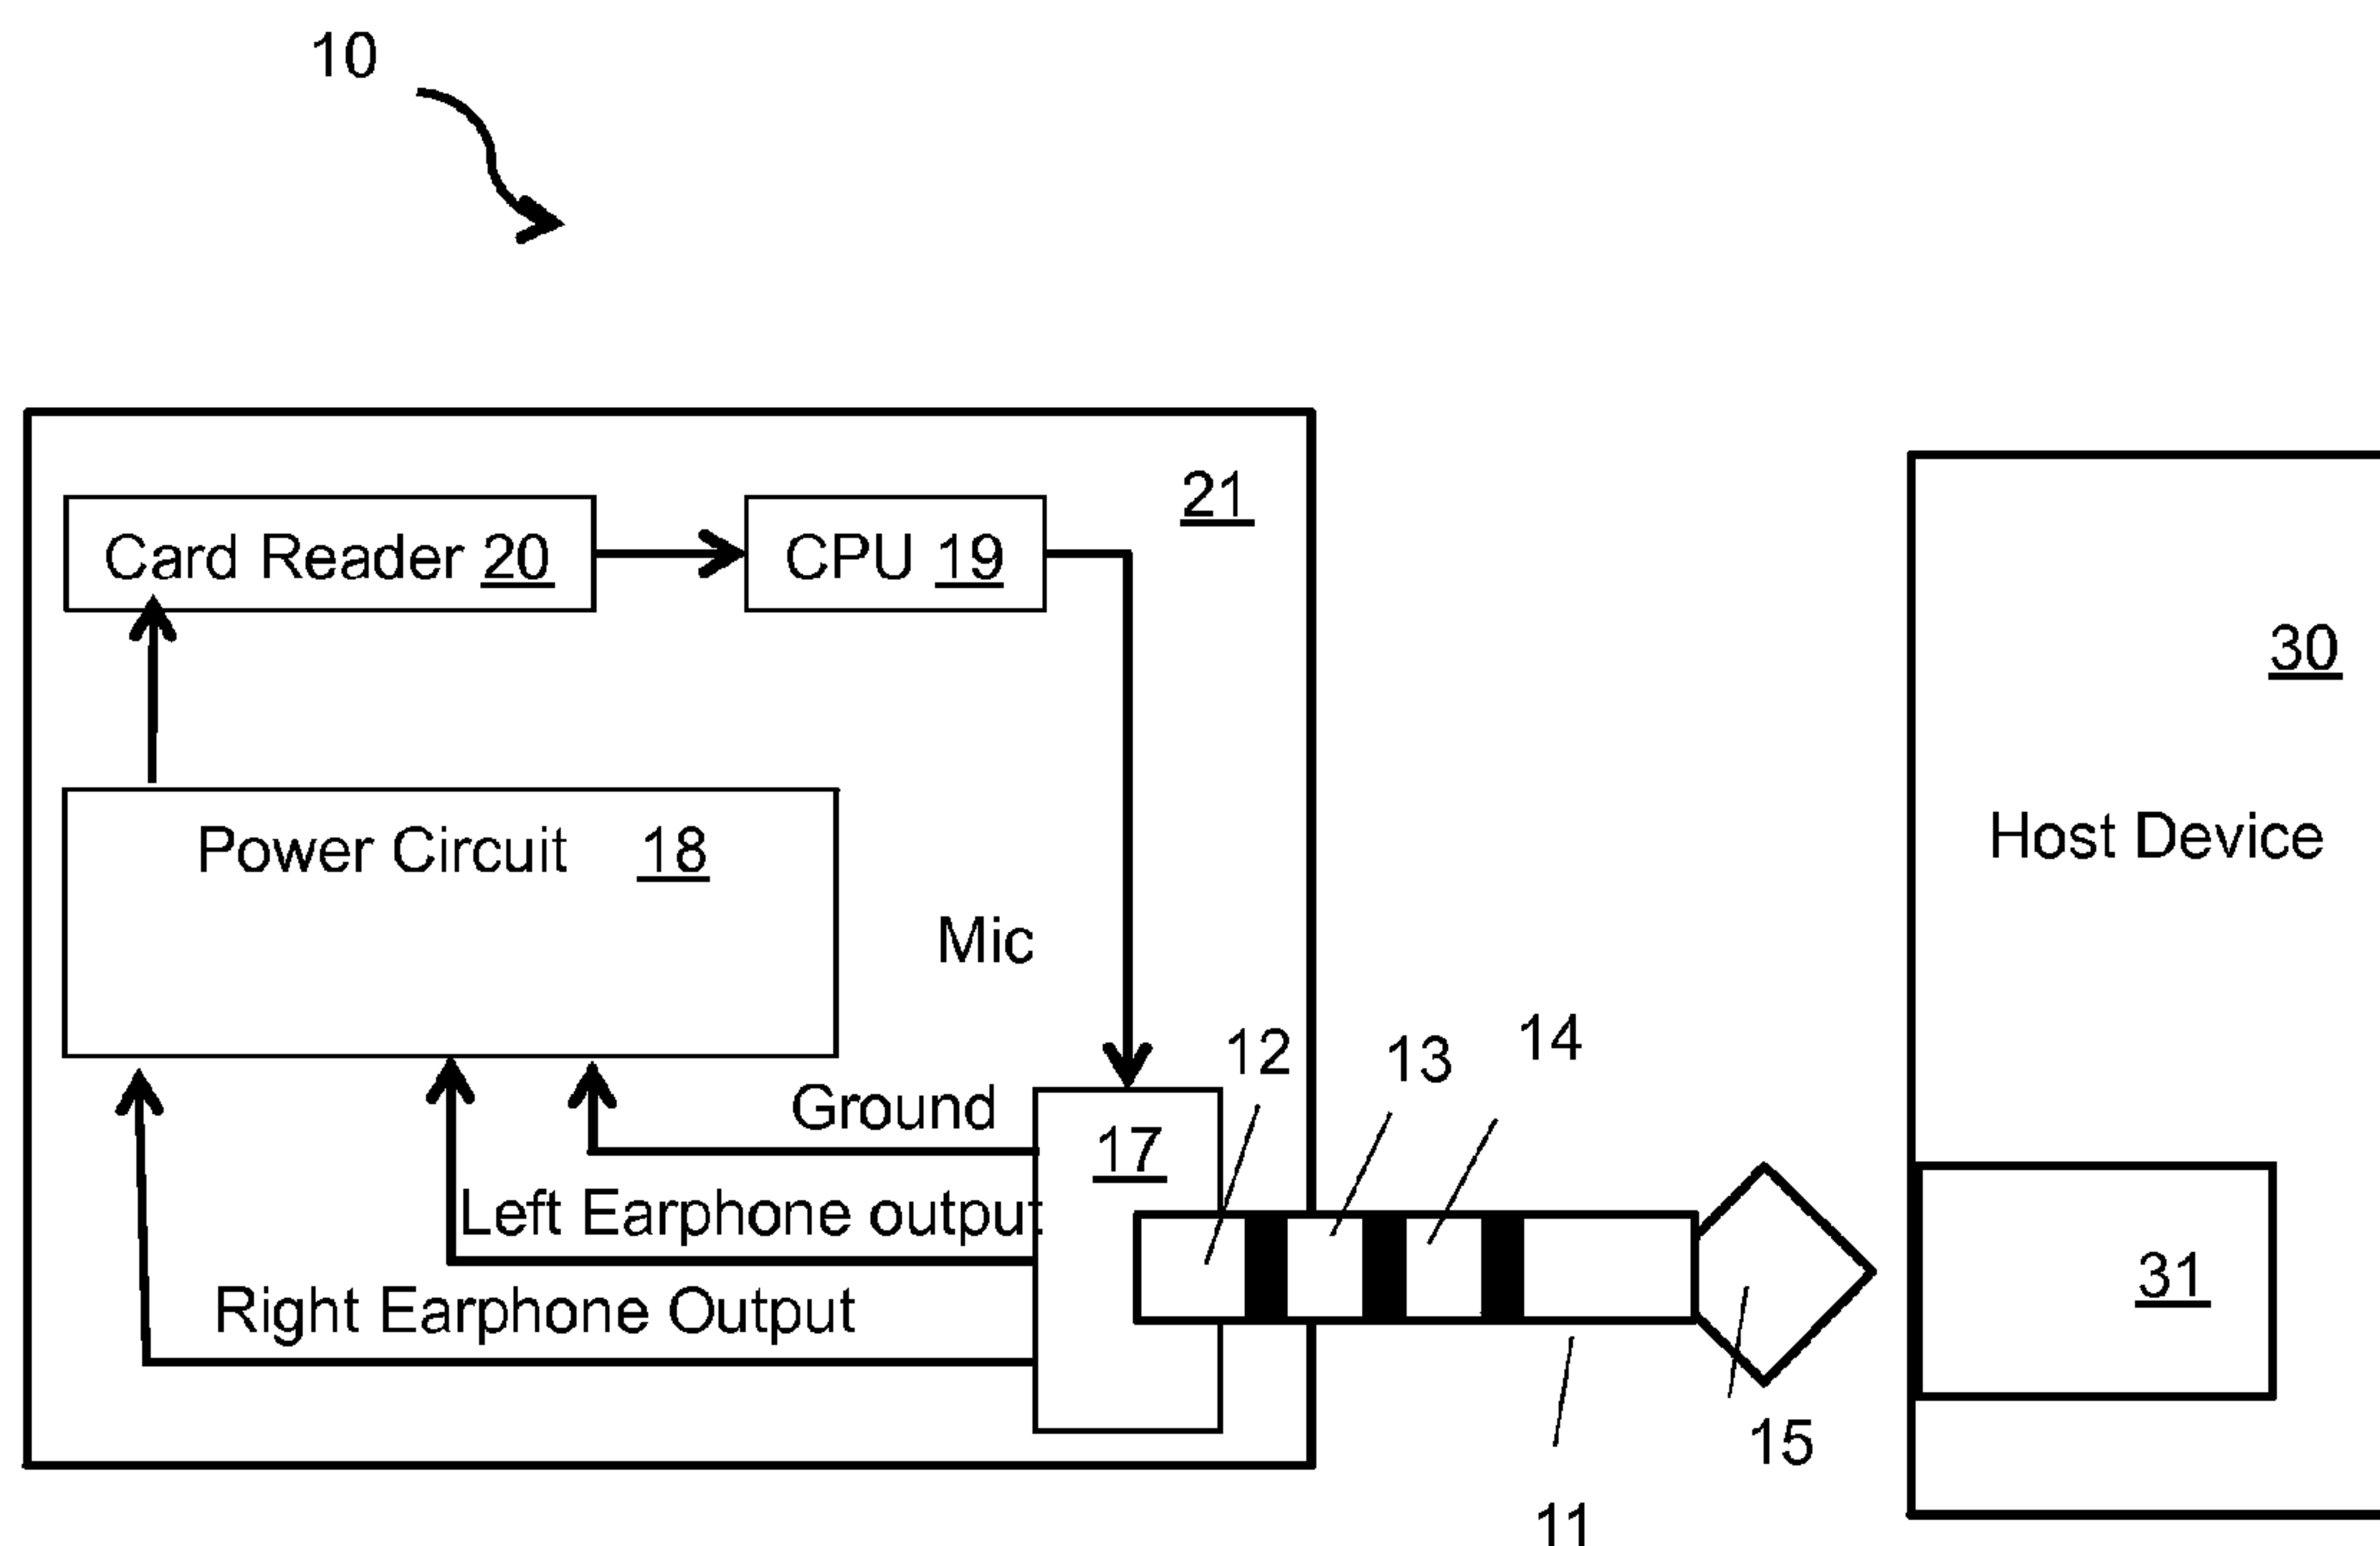 10
21
Card Reader 20
CPU 19
30
Power Circuit 18
Host Device
Mic
12
13
14
Ground
17
Left Earphone output
31
Right Earphone Output
15
11